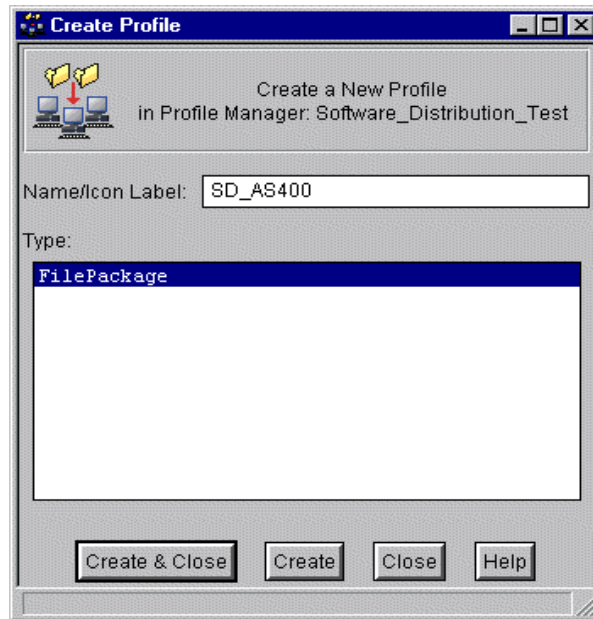 Create Profile
Create a New Profile
in Profile Manager: Software_Distribution_Test
Name/Icon Label: SD_AS400
Type:
FilePackage
Create & Close Create Close Help